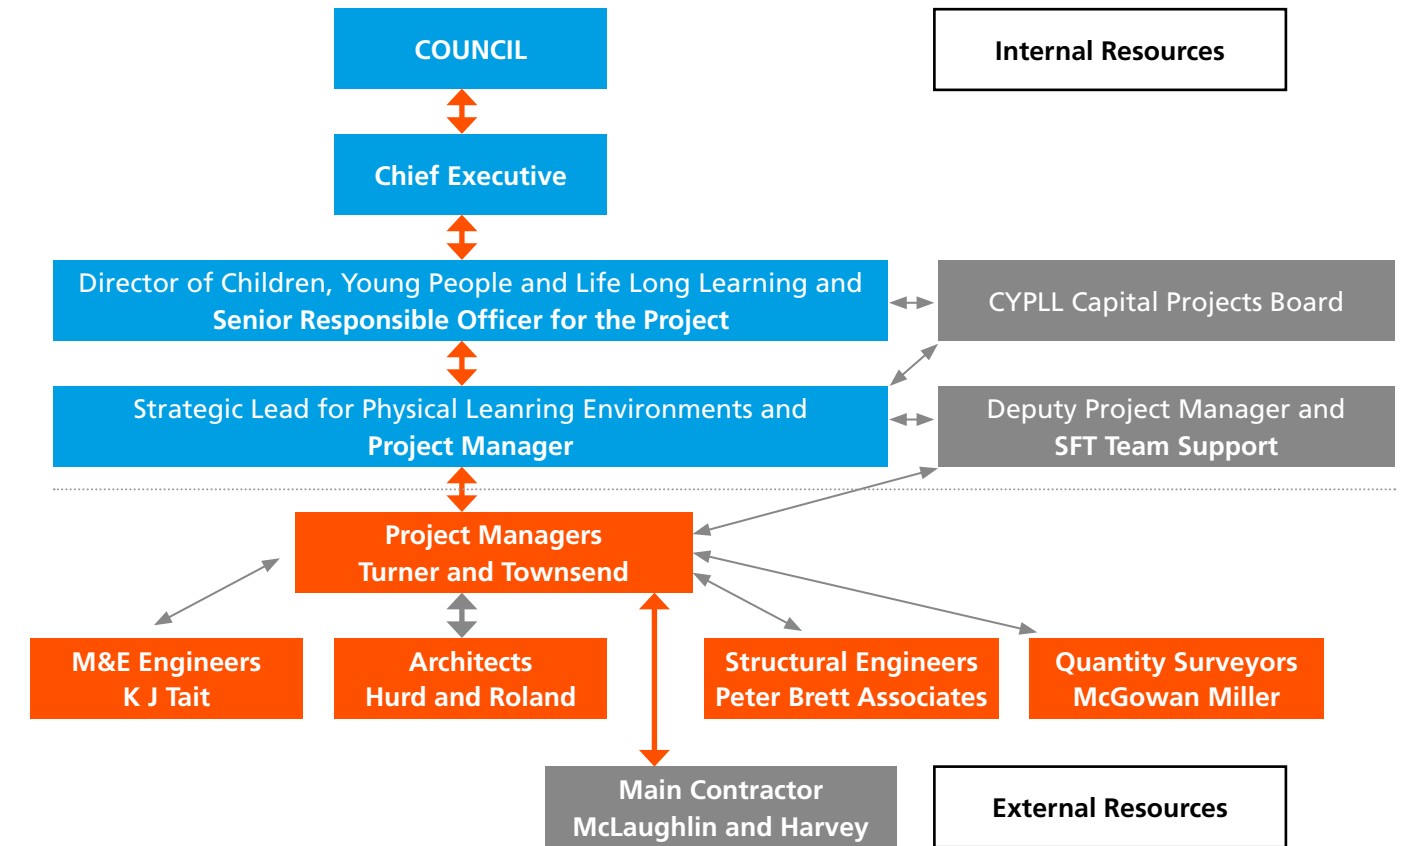 COUNCIL
Internal Resources
Chief Executive
Director of Children, Young People and Life Long Learning and
Senior Responsible Officer for the Project
CYPLL Capital Projects Board
Strategic Lead for Physical Leanring Environments and
Project Manager
Deputy Project Manager and
SFT Team Support
Project Managers
Turner and Townsend
M&E Engineers
K J Tait
Architects
Hurd and Roland
Structural Engineers
Peter Brett Associates
Quantity Surveyors
McGowan Miller
Main Contractor
McLaughlin and Harvey
External Resources